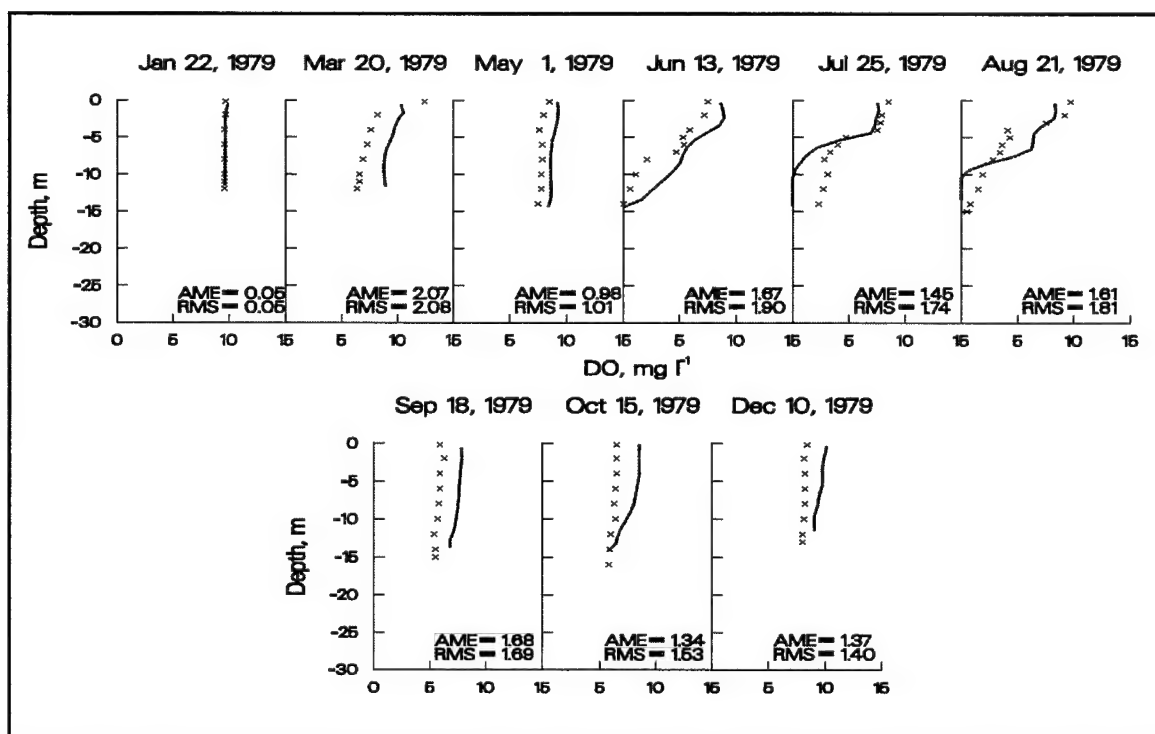 Jan 22, 1979 Mar 20, 1979 May 1, 1979 Jun 13, 1979 Jul 25, 1979 Aug 21, 1979
0
-5
-10
-15
-20
-25
-30
Depth, m
AME = 0.05 AME = 2.07 AME = 0.98 AME = 1.67 AME = 1.45 AME = 1.61
RMS = 0.05 RMS = 2.08 RMS = 1.01 RMS = 1.90 RMS = 1.74 RMS = 1.81
0 5 10 15 5 10 15 5 10 15 5 10 15 5 10 15 5 10 15
DO, mg l⁻¹
Sep 18, 1979 Oct 15, 1979 Dec 10, 1979
0
-5
-10
-15
-20
-25
-30
Depth, m
AME = 1.68 AME = 1.34 AME = 1.37
RMS = 1.69 RMS = 1.53 RMS = 1.40
0 5 10 15 5 10 15 5 10 15